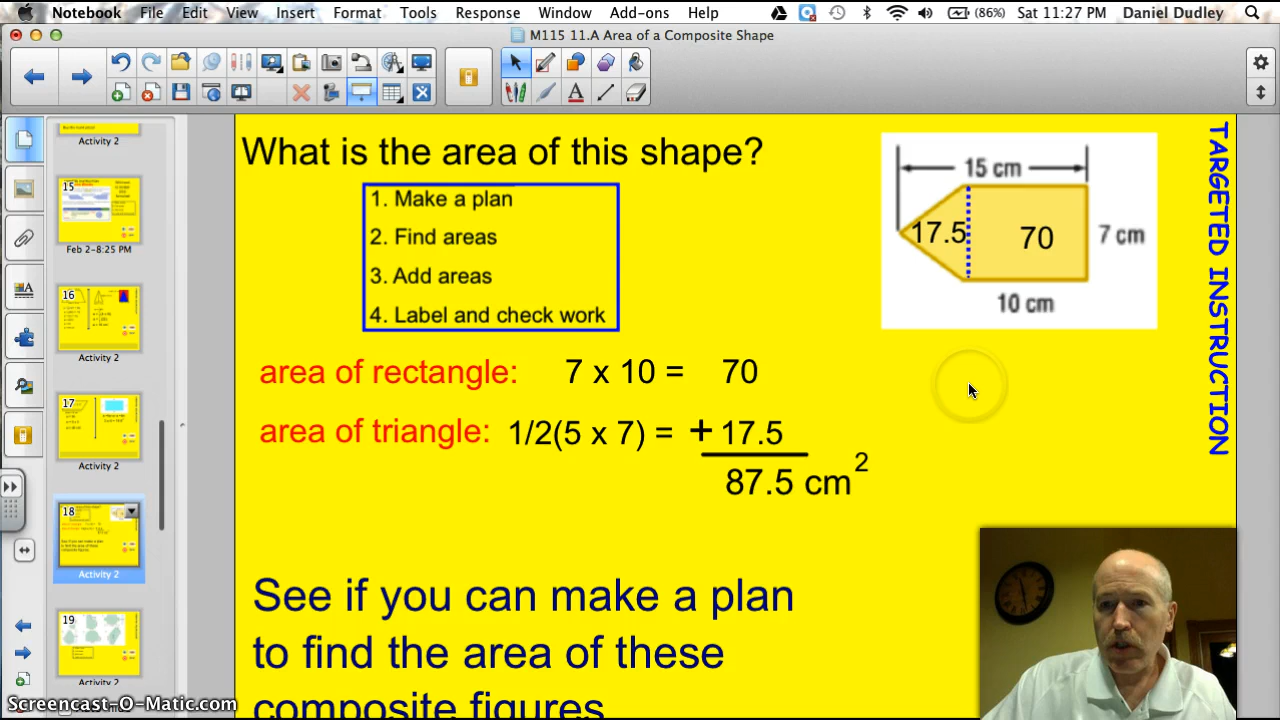 Notebook File Edit View Insert Format Tools Response Window Add-ons Help (86%) Sat 11:27 PM Daniel Dudley
M115 11.A Area of a Composite Shape
Activity 2
15
Feb 2-8:25 PM
16
Activity 2
17
Activity 2
18
Activity 2
19
Activity 2
What is the area of this shape?
1. Make a plan
2. Find areas
3. Add areas
4. Label and check work
15 cm
17.5 70 7 cm
10 cm
TARGETED INSTRUCTION
area of rectangle: 7 x 10 = 70
area of triangle: 1/2(5 x 7) = + 17.5
87.5 cm²
See if you can make a plan
to find the area of these
composite figures
Screencast-O-Matic.com